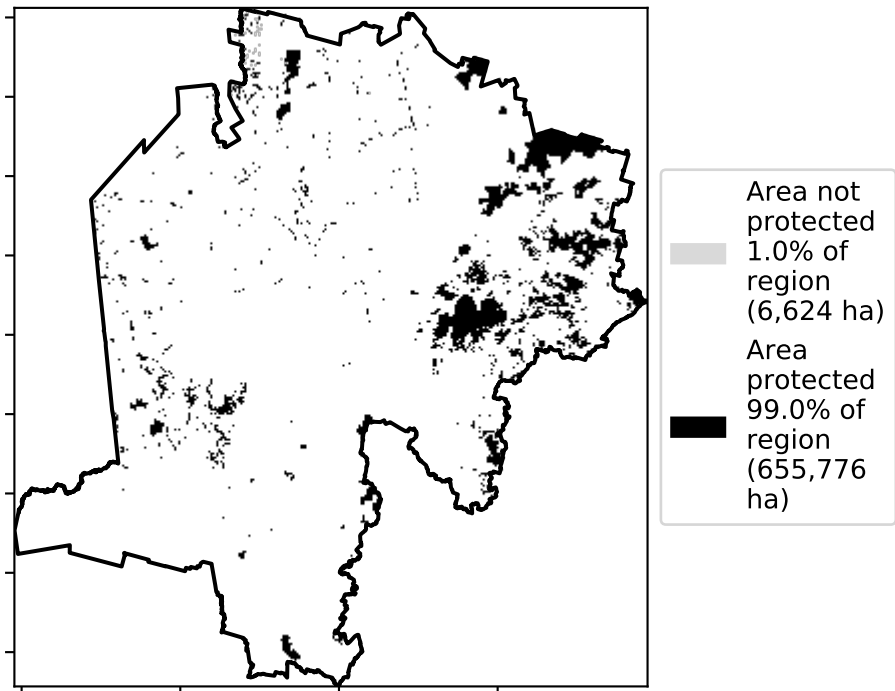 Area not
protected
1.0% of
region
(6,624 ha)
Area
protected
99.0% of
region
(655,776
ha)